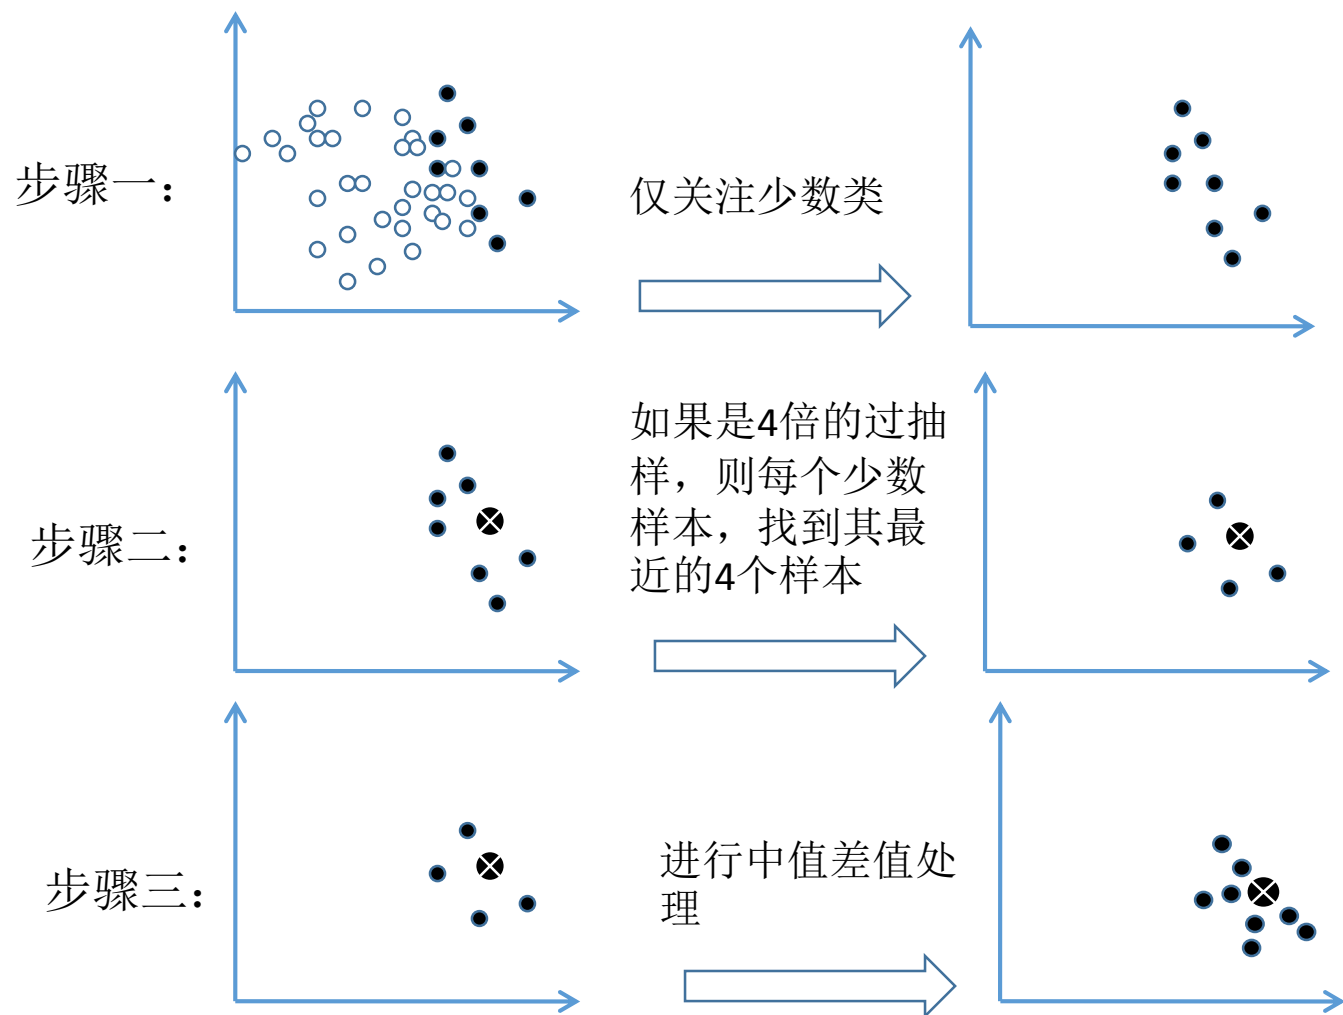 步骤一：
仅关注少数类
步骤二：
如果是4倍的过抽
样，则每个少数
样本，找到其最
近的4个样本
步骤三：
进行中值差值处
理